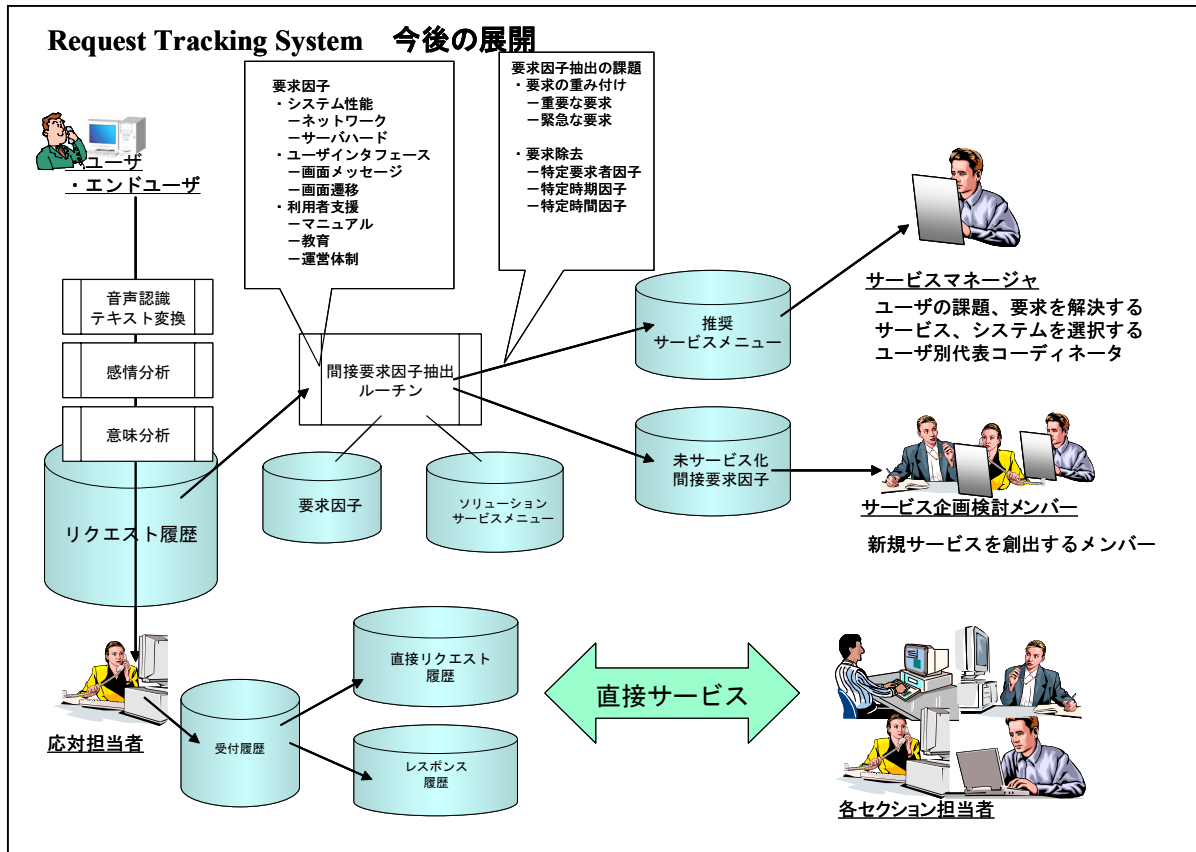 Request Tracking System　今後の展開
要求因子
・システム性能
－ネットワーク
－サーバハード
・ユーザインタフェース
－画面メッセージ
－画面遷移
・利用者支援
－マニュアル
－教育
－運営体制
要求因子抽出の課題
・要求の重み付け
－重要な要求
－緊急な要求
・要求除去
－特定要求者因子
－特定時期因子
－特定時間因子
ユーザ
・エンドユーザ
音声認識
テキスト変換
感情分析
意味分析
リクエスト履歴
間接要求因子抽出
ルーチン
要求因子
ソリューション
サービスメニュー
推奨
サービスメニュー
未サービス化
間接要求因子
サービスマネージャ
ユーザの課題、要求を解決する
サービス、システムを選択する
ユーザ別代表コーディネータ
サービス企画検討メンバー
新規サービスを創出するメンバー
応対担当者
受付履歴
直接リクエスト
履歴
レスポンス
履歴
直接サービス
各セクション担当者